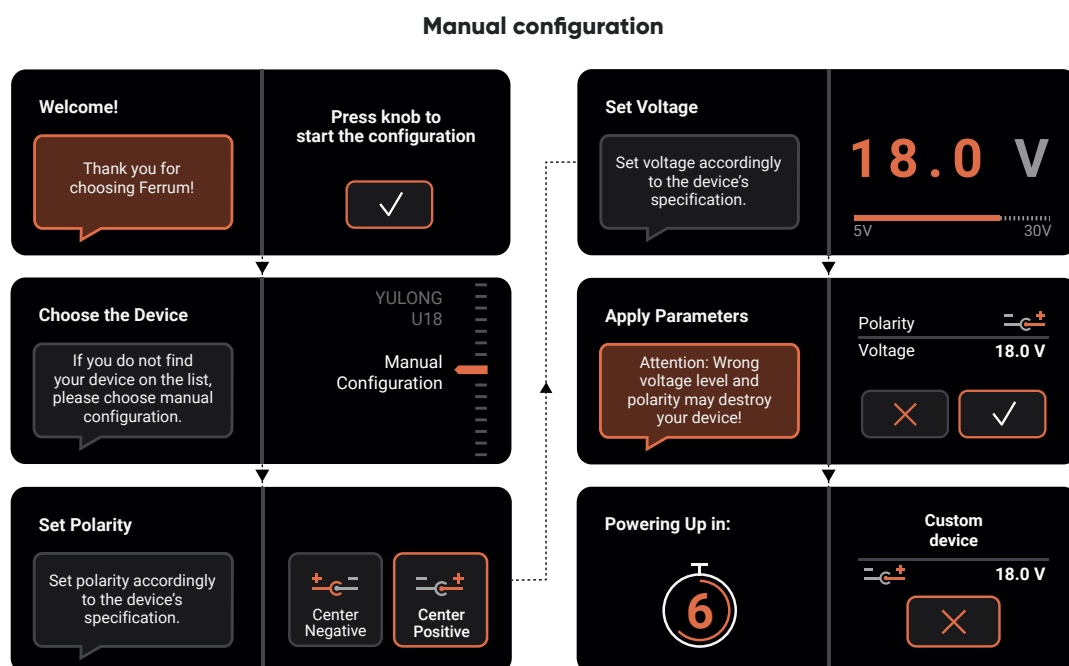 Manual configuration
Welcome!
Thank you for
choosing Ferrum!
Press knob to
start the configuration
Choose the Device
If you do not find
your device on the list,
please choose manual
configuration.
YULONG
U18
Manual
Configuration
Set Polarity
Set polarity accordingly
to the device's
specification.
Center
Negative
Center
Positive
Set Voltage
Set voltage accordingly
to the device's
specification.
18.0 V
5V 30V
Apply Parameters
Attention: Wrong
voltage level and
polarity may destroy
your device!
Polarity
Voltage 18.0 V
Powering Up in:
6
Custom
device
18.0 V